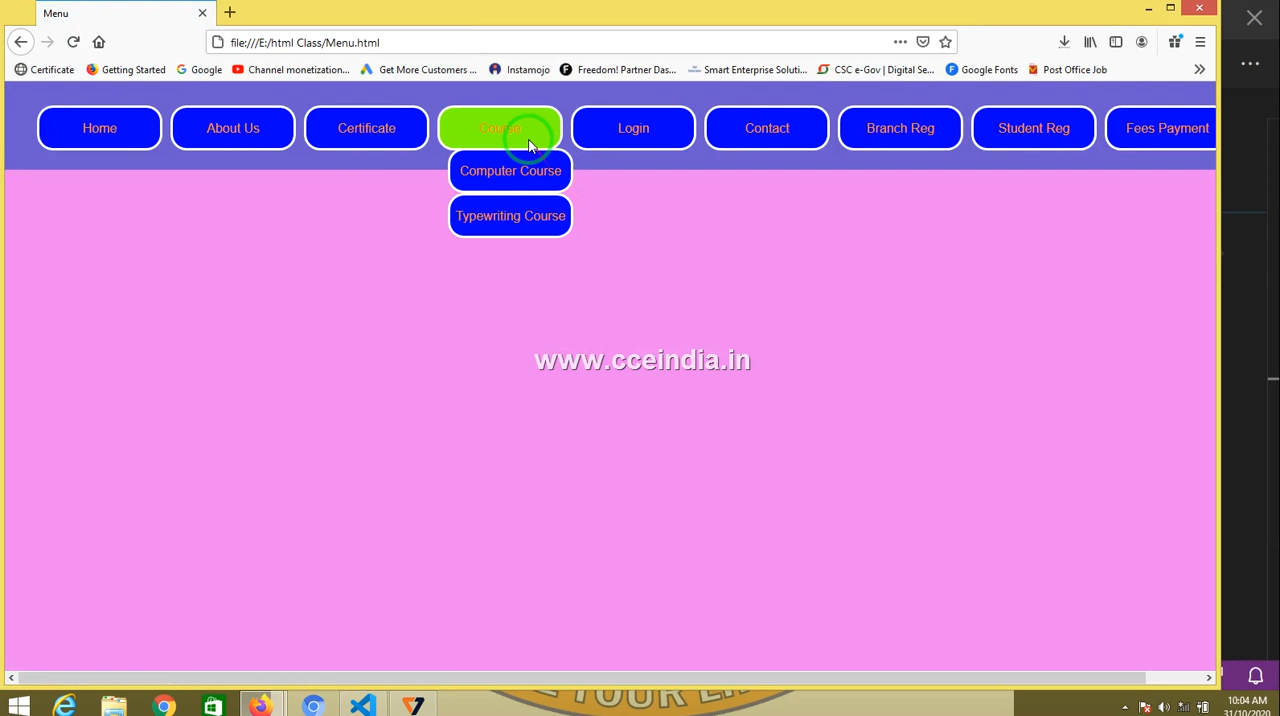 Menu
file:///E:/html Class/Menu.html
Certificate Getting Started Google Channel monetization... Get More Customers ... Instamojo Freedom! Partner Das... Smart Enterprise Soluti... CSC e-Gov | Digital Se... Google Fonts Post Office Job
Home About Us Certificate Course Login Contact Branch Reg Student Reg Fees Payment
Computer Course
Typewriting Course
www.cceindia.in
10:04 AM
31/10/2020